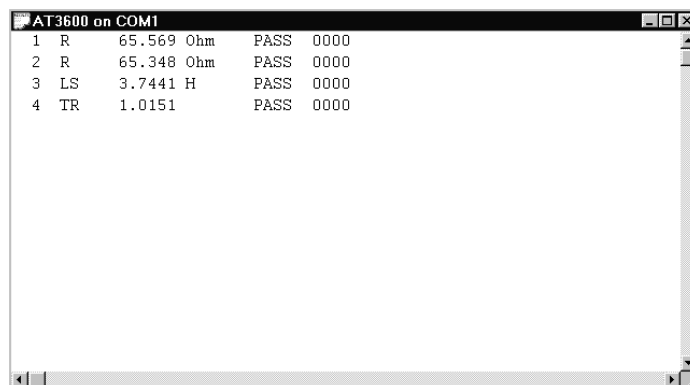 AT3600 on COM1
1 R 65.569 Ohm PASS 0000
2 R 65.348 Ohm PASS 0000
3 LS 3.7441 H PASS 0000
4 TR 1.0151 PASS 0000